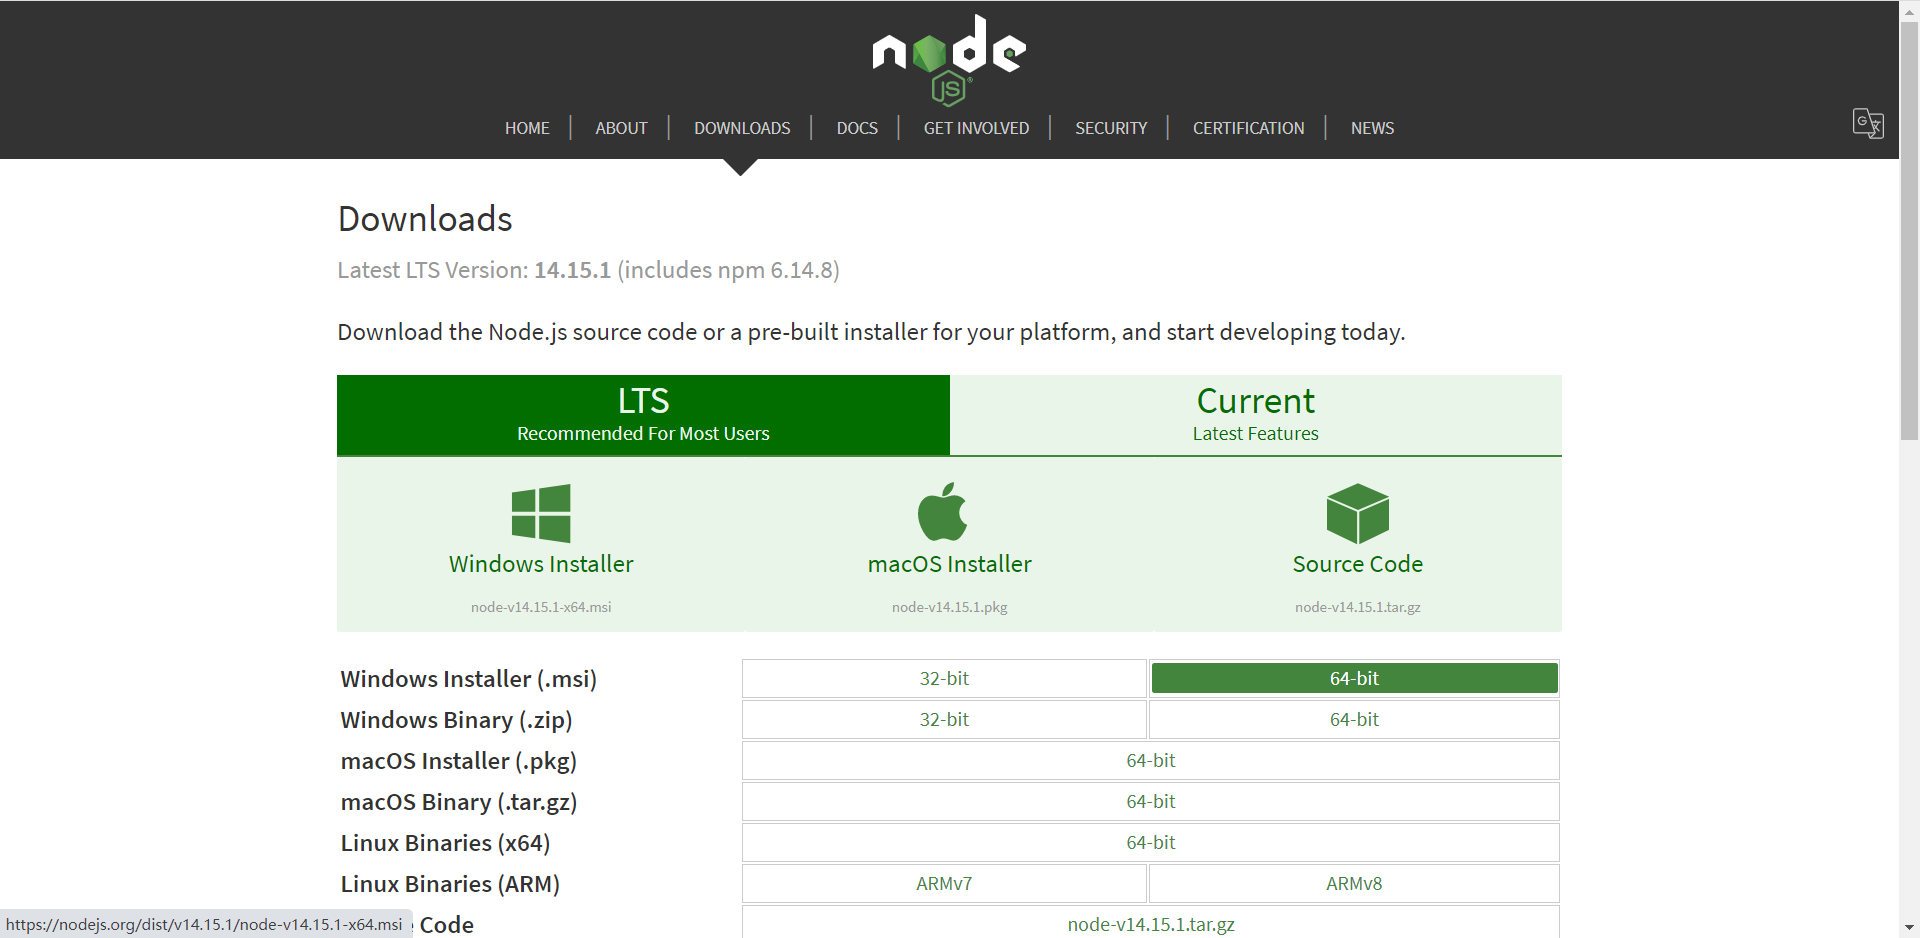 node
JS
HOME
ABOUT
DOWNLOADS
DOCS
GET INVOLVED
SECURITY
CERTIFICATION
NEWS
Downloads
Latest LTS Version: 14.15.1 (includes npm 6.14.8)
Download the Node.js source code or a pre-built installer for your platform, and start developing today.
LTS
Recommended For Most Users
Current
Latest Features
Windows Installer
node-v14.15.1-x64.msi
macOS Installer
node-v14.15.1.pkg
Source Code
node-v14.15.1.tar.gz
Windows Installer (.msi) 32-bit 64-bit
Windows Binary (.zip) 32-bit 64-bit
macOS Installer (.pkg) 64-bit
macOS Binary (.tar.gz) 64-bit
Linux Binaries (x64) 64-bit
Linux Binaries (ARM) ARMv7 ARMv8
Code node-v14.15.1.tar.gz
https://nodejs.org/dist/v14.15.1/node-v14.15.1-x64.msi